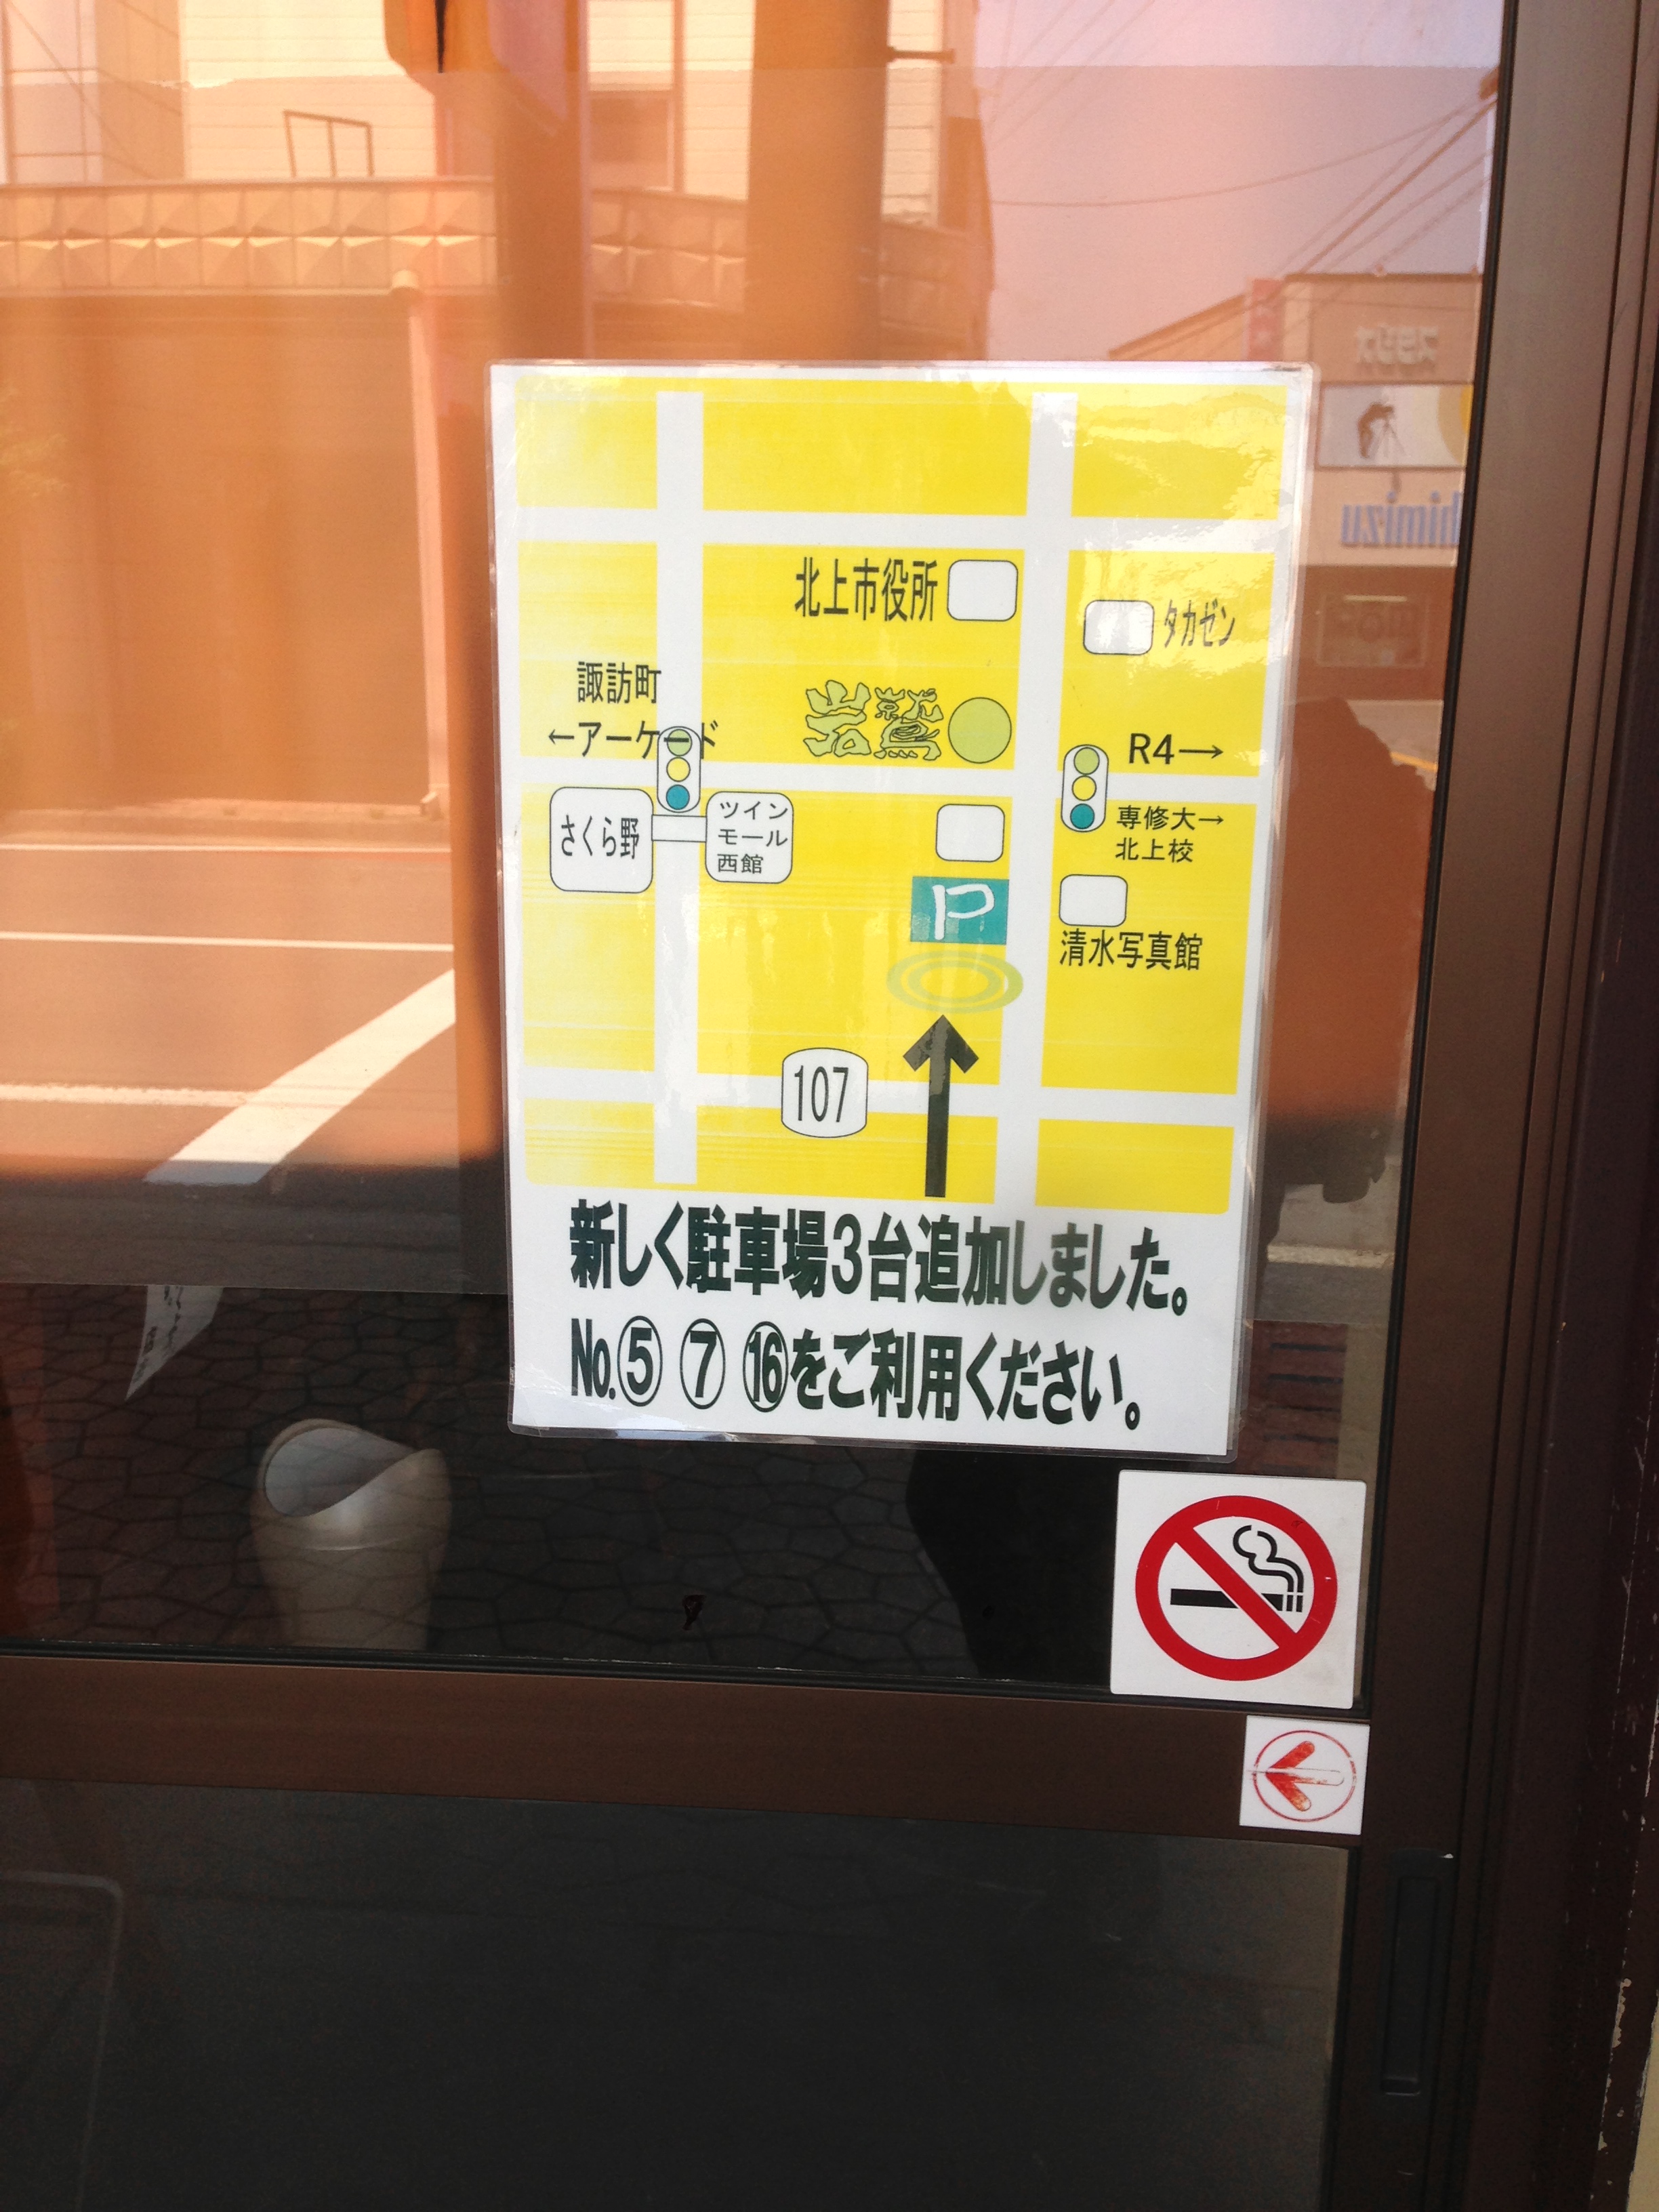 北上市役所
タカゼン
諏訪町
←アーケード
岩鷲
R4→
さくら野
ツイン
モール
西館
専修大→
北上校
P
清水写真館
107
新しく駐車場3台追加しました。
No.⑤ ⑦ ⑯をご利用ください。